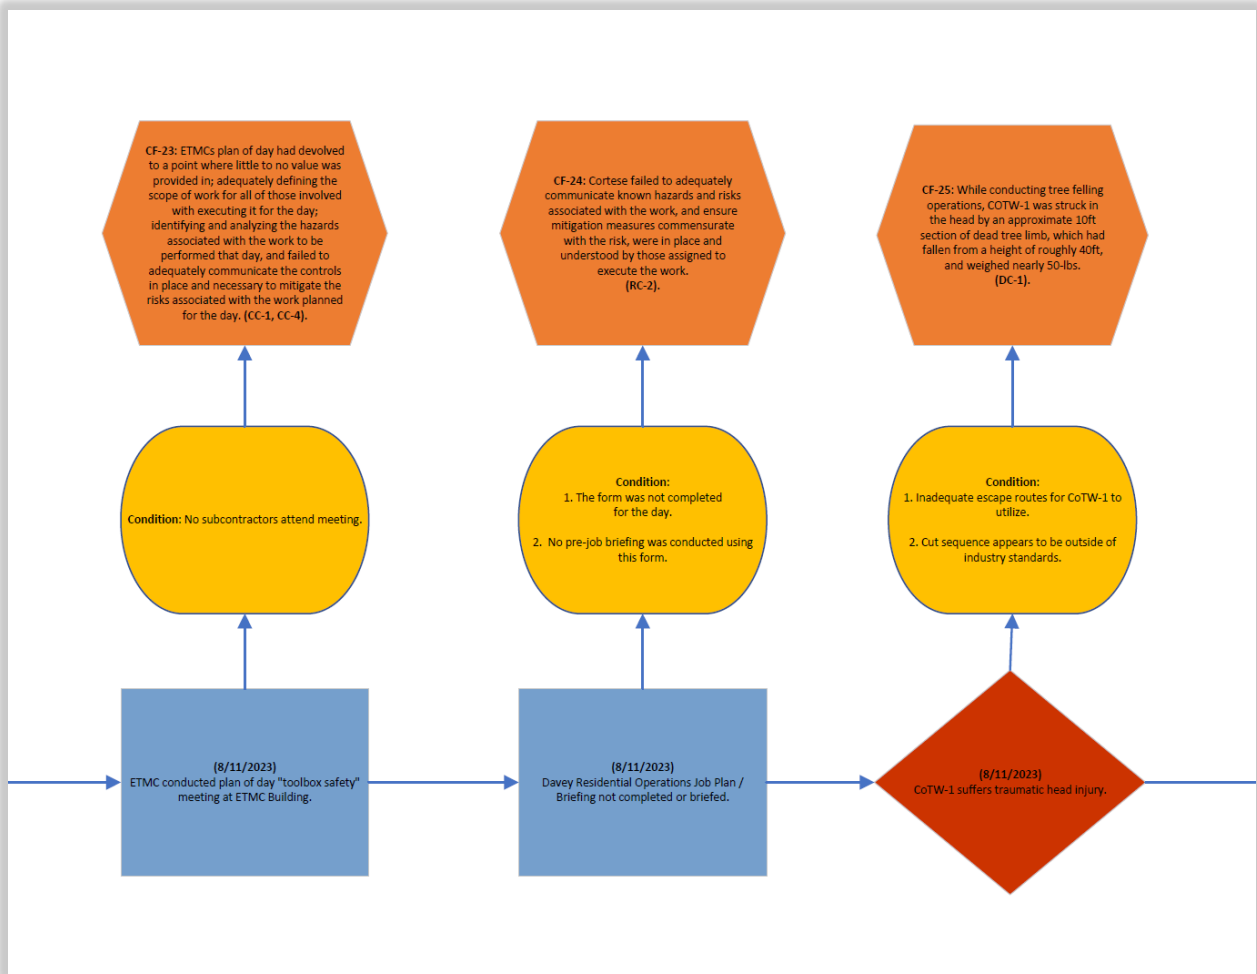 CF-23: ETMCs plan of day had devolved
to a point where little to no value was
provided in; adequately defining the
scope of work for all of those involved
with executing it for the day;
identifying and analyzing the hazards
associated with the work to be
performed that day, and failed to
adequately communicate the controls
in place and necessary to mitigate the
risks associated with the work planned
for the day. (CC-1, CC-4).
CF-24: Cortese failed to adequately
communicate known hazards and risks
associated with the work, and ensure
mitigation measures commensurate
with the risk, were in place and
understood by those assigned to
execute the work.
(RC-2).
CF-25: While conducting tree felling
operations, COTW-1 was struck in
the head by an approximate 10ft
section of dead tree limb, which had
fallen from a height of roughly 40ft,
and weighed nearly 50-lbs.
(DC-1).
Condition: No subcontractors attend meeting.
Condition:
1. The form was not completed
for the day.
2. No pre-job briefing was conducted using
this form.
Condition:
1. Inadequate escape routes for CoTW-1 to
utilize.
2. Cut sequence appears to be outside of
industry standards.
(8/11/2023)
ETMC conducted plan of day "toolbox safety"
meeting at ETMC Building.
(8/11/2023)
Davey Residential Operations Job Plan /
Briefing not completed or briefed.
(8/11/2023)
CoTW-1 suffers traumatic head injury.